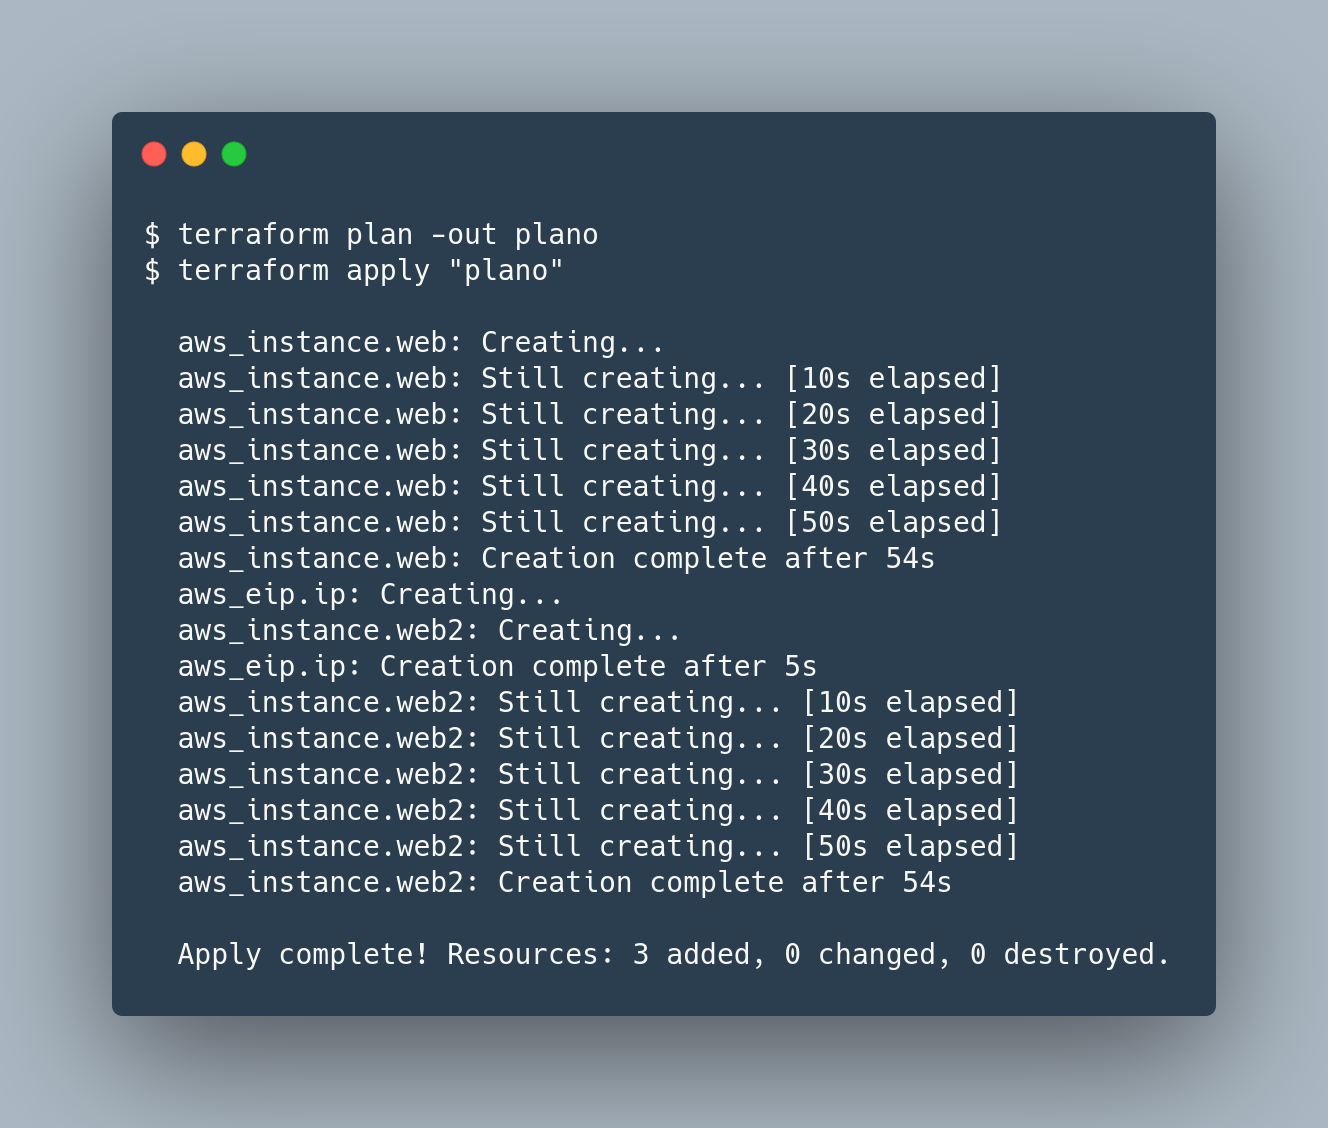 $ terraform plan -out plano
$ terraform apply "plano"
aws_instance.web: Creating...
aws_instance.web: Still creating... [10s elapsed]
aws_instance.web: Still creating... [20s elapsed]
aws_instance.web: Still creating... [30s elapsed]
aws_instance.web: Still creating... [40s elapsed]
aws_instance.web: Still creating... [50s elapsed]
aws_instance.web: Creation complete after 54s
aws_eip.ip: Creating...
aws_instance.web2: Creating...
aws_eip.ip: Creation complete after 5s
aws_instance.web2: Still creating... [10s elapsed]
aws_instance.web2: Still creating... [20s elapsed]
aws_instance.web2: Still creating... [30s elapsed]
aws_instance.web2: Still creating... [40s elapsed]
aws_instance.web2: Still creating... [50s elapsed]
aws_instance.web2: Creation complete after 54s
Apply complete! Resources: 3 added, 0 changed, 0 destroyed.